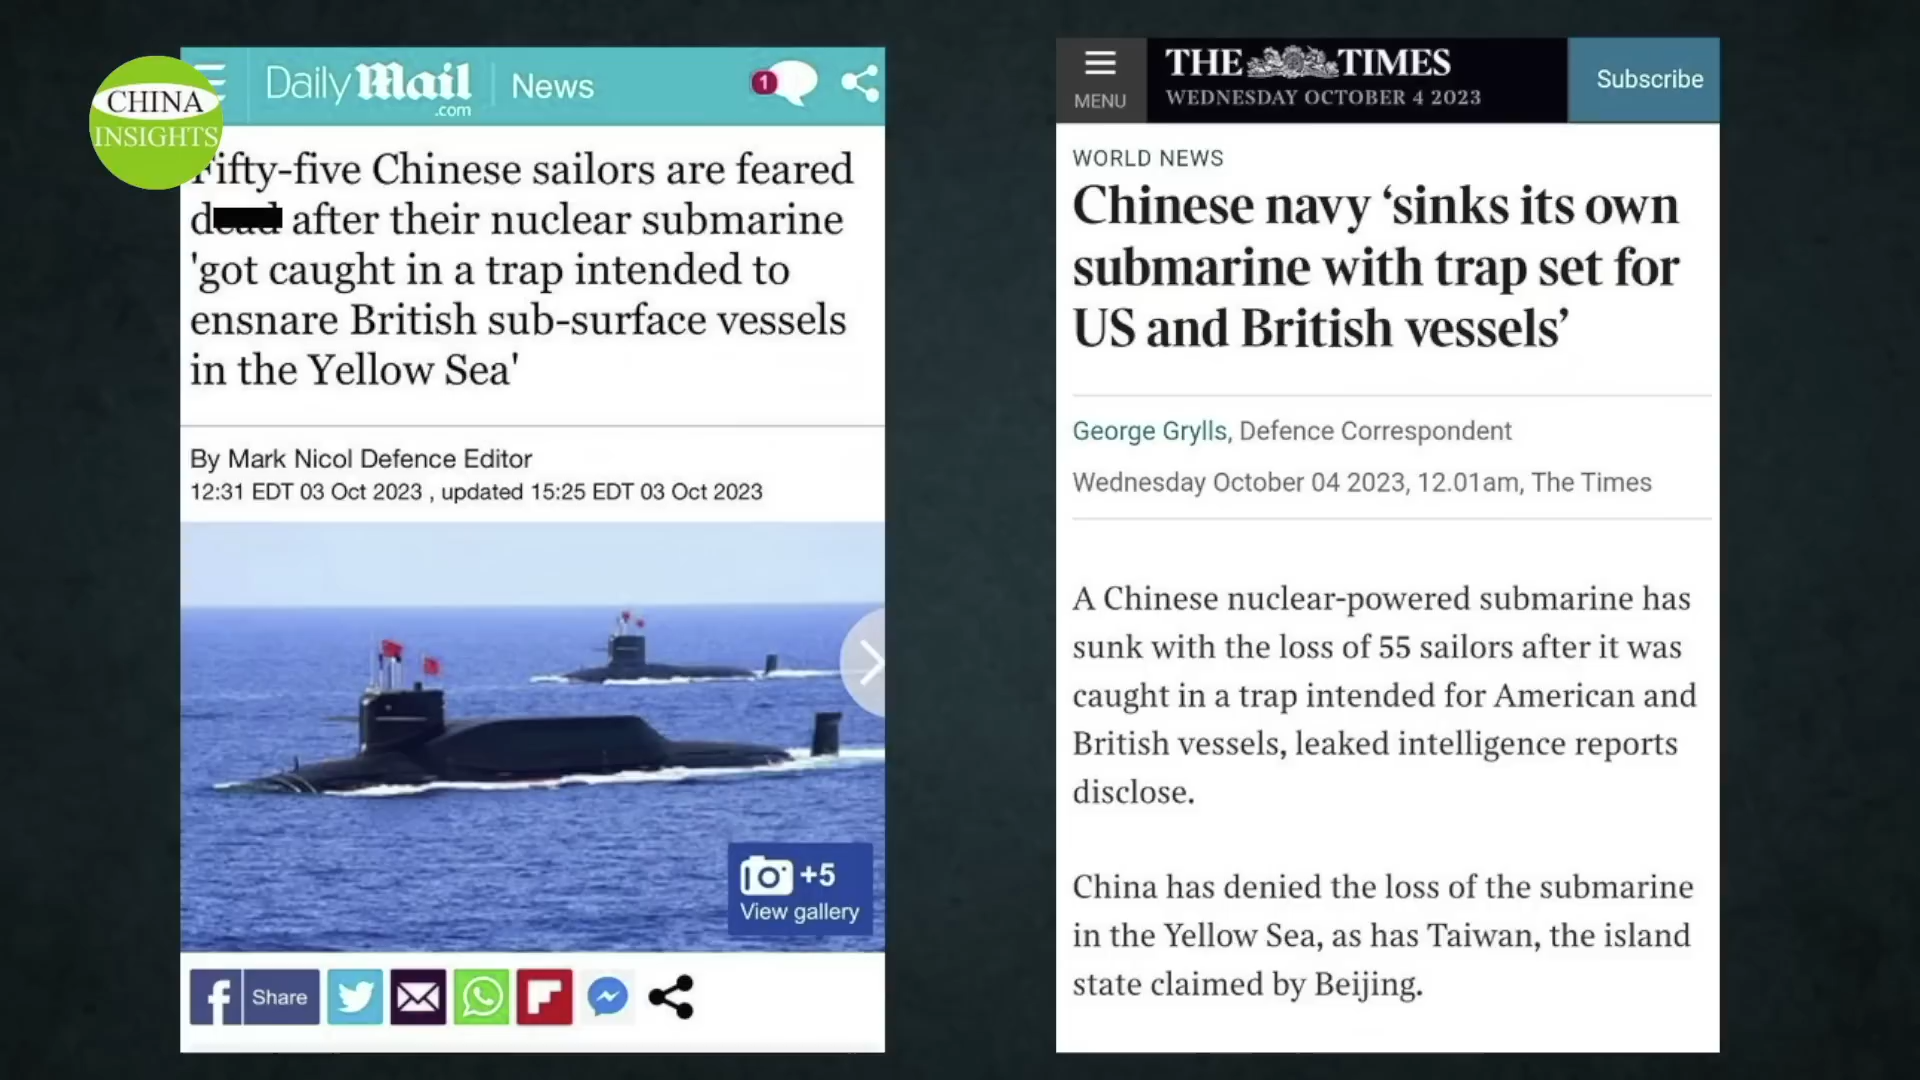 CHINA
INSIGHTS
Daily Mail
.com
News
1
Fifty-five Chinese sailors are feared
after their nuclear submarine
'got caught in a trap intended to
ensnare British sub-surface vessels
in the Yellow Sea'
By Mark Nicol Defence Editor
12:31 EDT 03 Oct 2023 , updated 15:25 EDT 03 Oct 2023
+5
View gallery
Share
MENU
THE TIMES
WEDNESDAY OCTOBER 4 2023
Subscribe
WORLD NEWS
Chinese navy ‘sinks its own
submarine with trap set for
US and British vessels’
George Grylls, Defence Correspondent
Wednesday October 04 2023, 12.01am, The Times
A Chinese nuclear-powered submarine has
sunk with the loss of 55 sailors after it was
caught in a trap intended for American and
British vessels, leaked intelligence reports
disclose.
China has denied the loss of the submarine
in the Yellow Sea, as has Taiwan, the island
state claimed by Beijing.